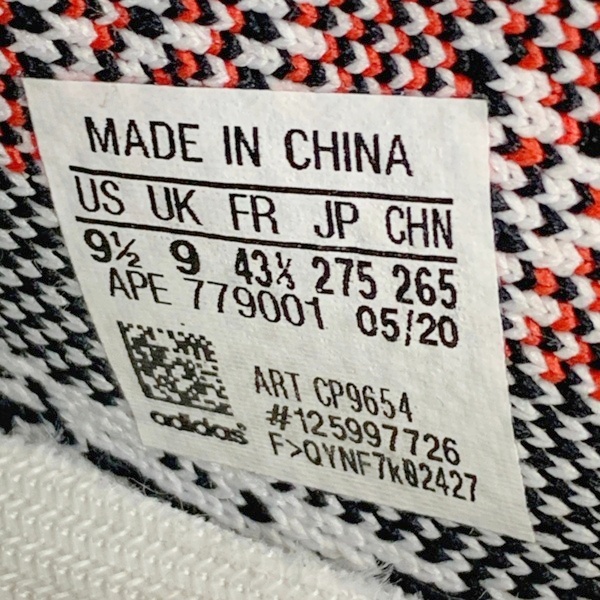 MADE IN CHINA
US UK FR JP CHN
9½ 9 43⅓ 275 265
APE 779001 05/20
ART CP9654
#125997726
F>QYNF7k02427
adidas